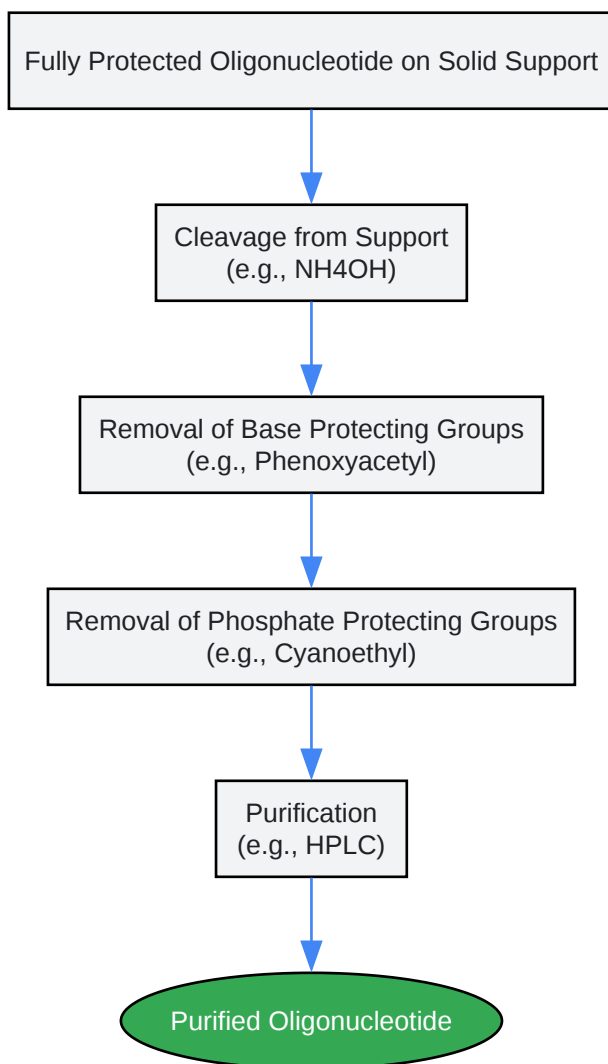 Fully Protected Oligonucleotide on Solid Support
Cleavage from Support
(e.g., NH4OH)
Removal of Base Protecting Groups
(e.g., Phenoxyacetyl)
Removal of Phosphate Protecting Groups
(e.g., Cyanoethyl)
Purification
(e.g., HPLC)
Purified Oligonucleotide